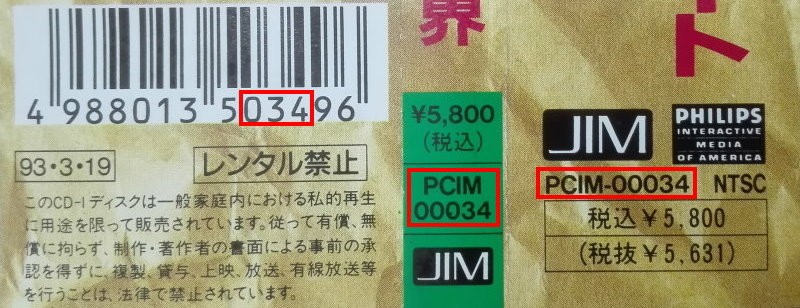 4 988013 503496
93・3・19
レンタル禁止
このCD-Iディスクは一般家庭内における私的再生
に用途を限って販売されています。従って有償、無
償に拘らず、制作・著作者の書面による事前の承
認を得ずに、複製、貸与、上映、放送、有線放送等
を行うことは、法律で禁止されています。
界
¥5,800
(税込)
PCIM
00034
JIM
ート
JIM
PHILIPS
INTERACTIVE
MEDIA
OF AMERICA
PCIM-00034 NTSC
税込¥5,800
(税抜¥5,631)